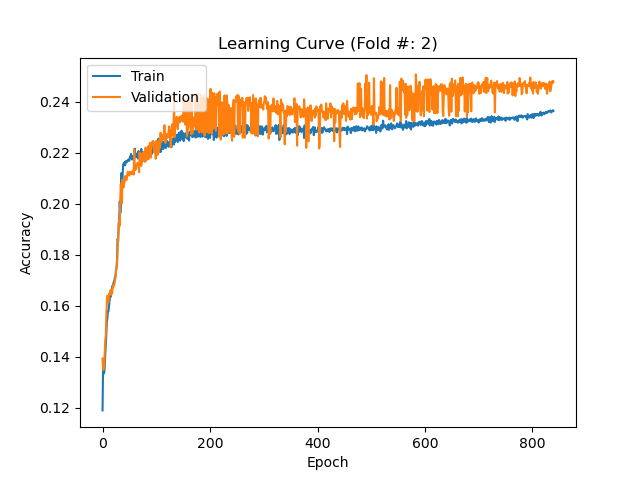 Learning Curve (Fold #: 2)
Train
Validation
0.24
0.22
0.20
0.18
0.16
0.14
0.12
Accuracy
0 200 400 600 800
Epoch